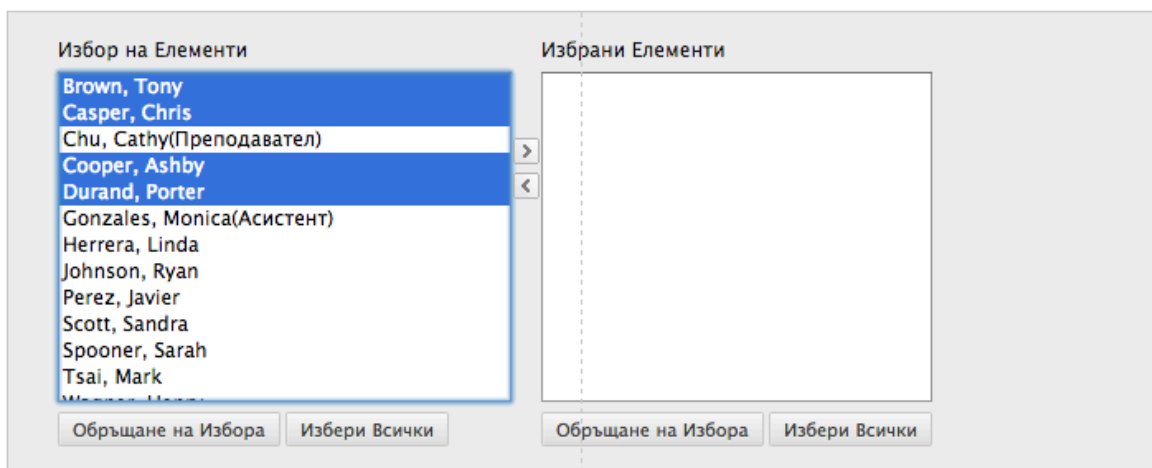 Избор на Елементи
Избрани Елементи
Brown, Tony
Casper, Chris
Chu, Cathy(Преподавател)
Cooper, Ashby
Durand, Porter
Gonzales, Monica(Асистент)
Herrera, Linda
Johnson, Ryan
Perez, Javier
Scott, Sandra
Spooner, Sarah
Tsai, Mark
Обръщане на Избора
Избери Всички
Обръщане на Избора
Избери Всички